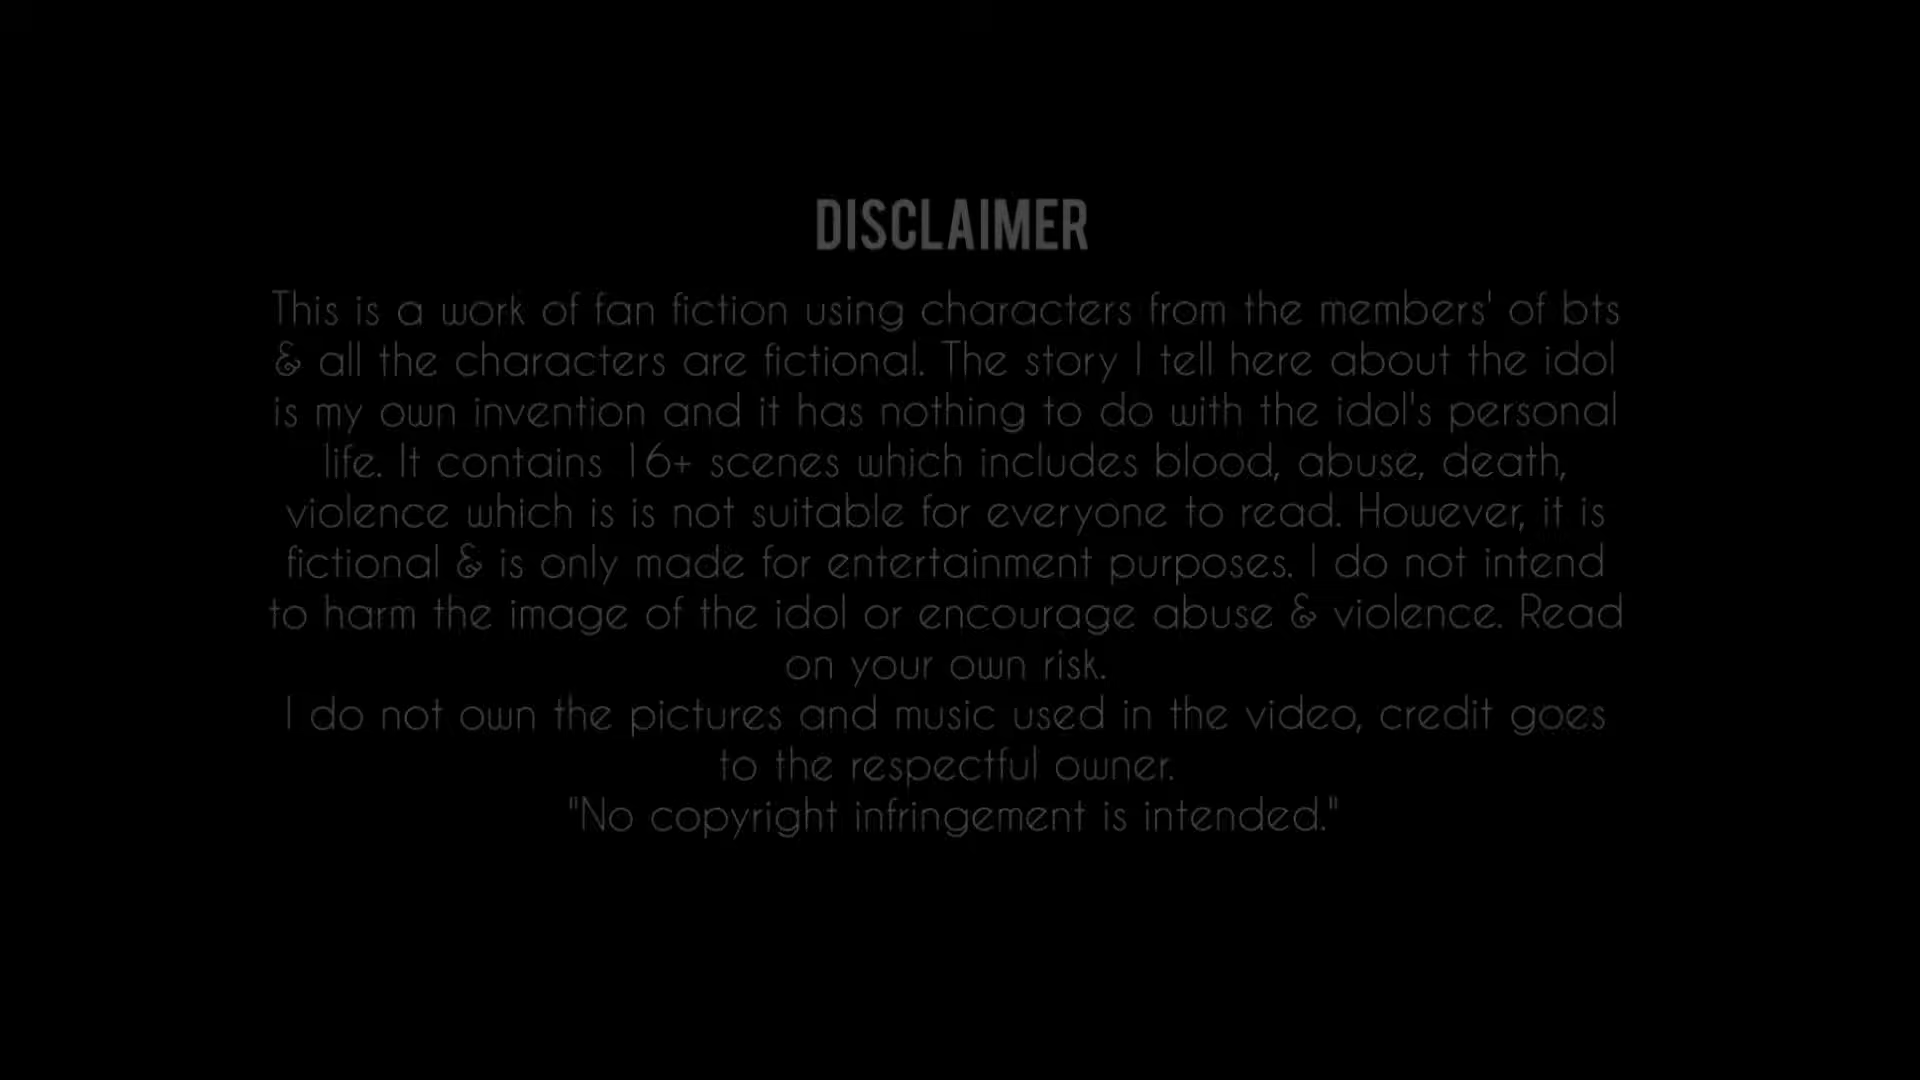 DISCLAIMER
This is a work of fan fiction using characters from the members' of bts
& all the characters are fictional. The story I tell here about the idol
is my own invention and it has nothing to do with the idol's personal
life. It contains 16+ scenes which includes blood, abuse, death,
violence which is is not suitable for everyone to read. However, it is
fictional & is only made for entertainment purposes. I do not intend
to harm the image of the idol or encourage abuse & violence. Read
on your own risk.
I do not own the pictures and music used in the video, credit goes
to the respectful owner.
"No copyright infringement is intended."